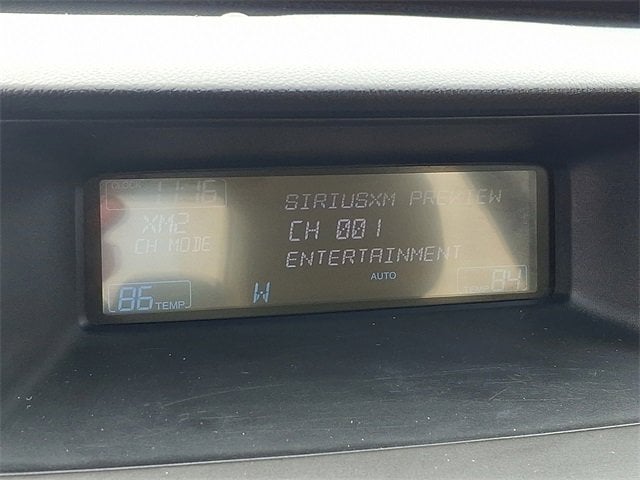 CLOCK 11:16
SIRIUSXM PREVIEW
XM2
CH 001
CH MODE
ENTERTAINMENT
AUTO
86 TEMP
W
TEMP 84